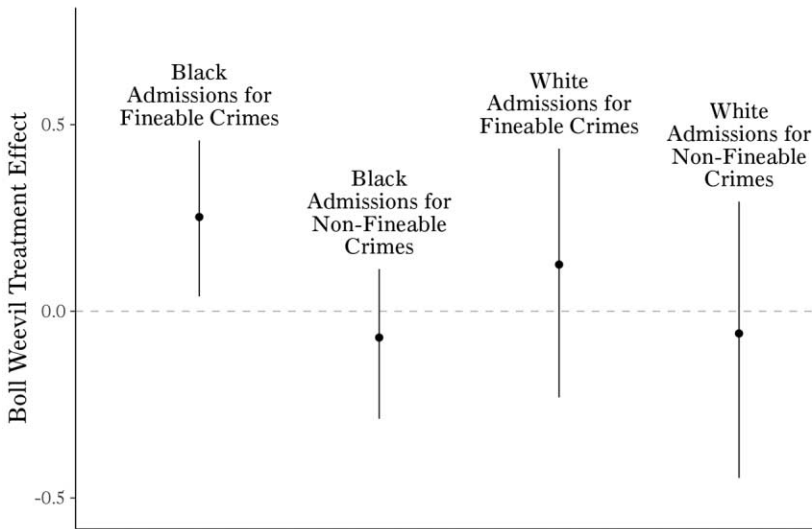 Boll Weevil Treatment Effect
0.5
0.0
-0.5
Black
Admissions for
Fineable Crimes
Black
Admissions for
Non-Fineable
Crimes
White
Admissions for
Fineable Crimes
White
Admissions for
Non-Fineable
Crimes